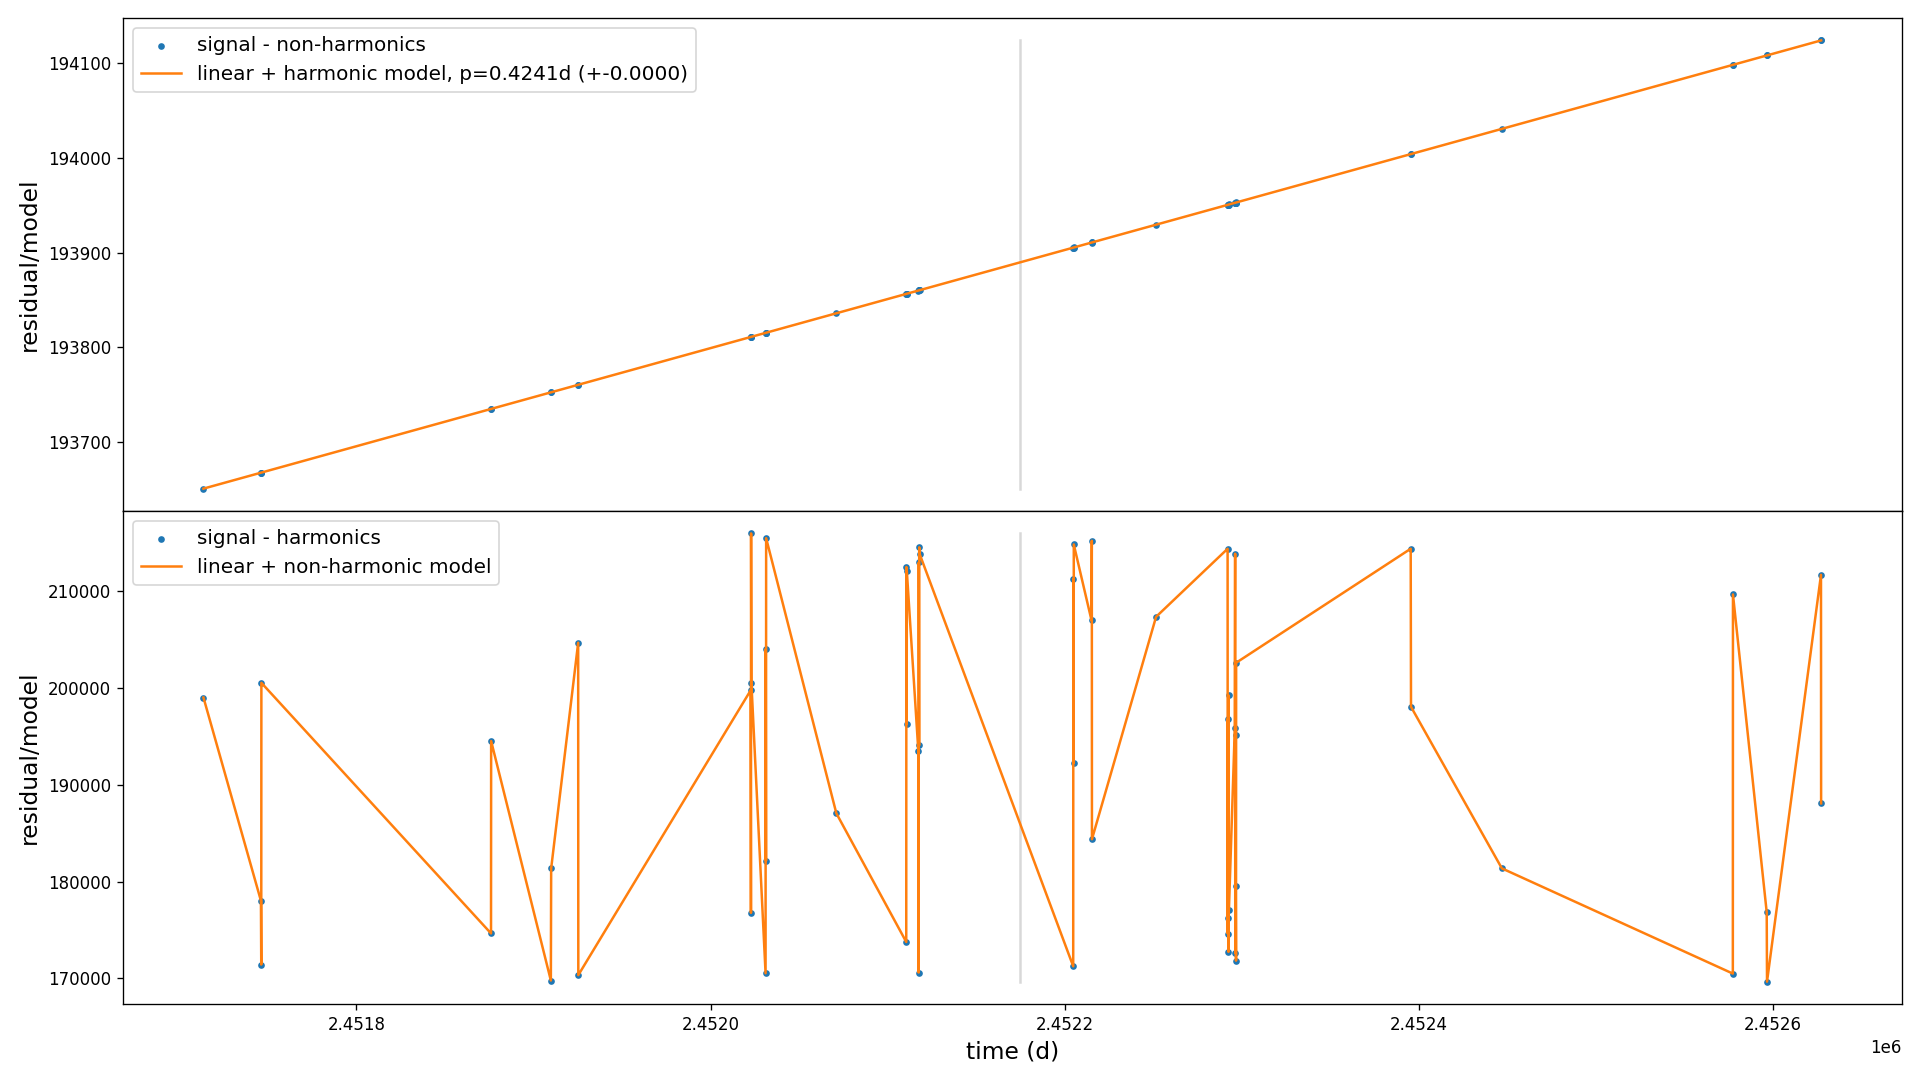 signal - non-harmonics
linear + harmonic model, p=0.4241d (+-0.0000)
194100
194000
193900
193800
193700
residual/model
signal - harmonics
linear + non-harmonic model
210000
200000
190000
180000
170000
residual/model
2.4518 2.4520 2.4522 2.4524 2.4526
time (d)
1e6